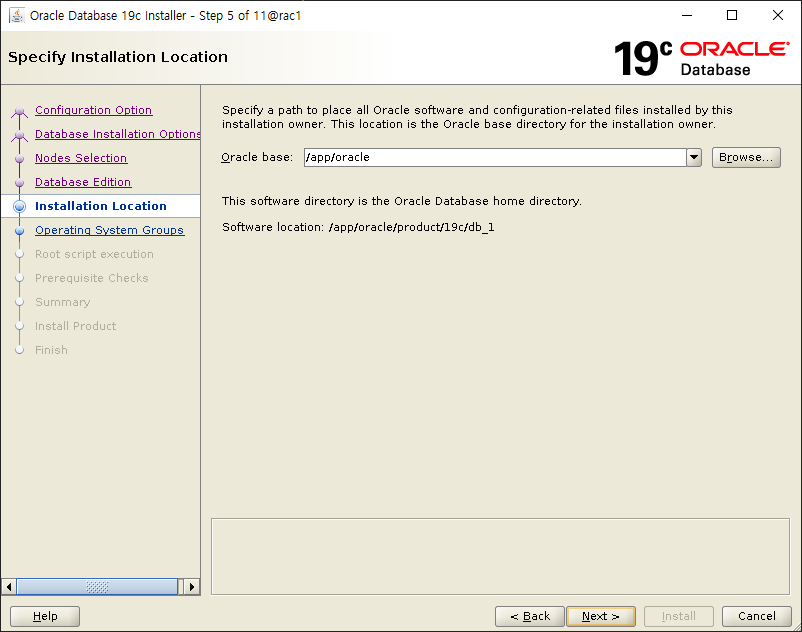 Oracle Database 19c Installer - Step 5 of 11@rac1
Specify Installation Location
19c ORACLE
Database
Configuration Option
Database Installation Options
Nodes Selection
Database Edition
Installation Location
Operating System Groups
Root script execution
Prerequisite Checks
Summary
Install Product
Finish
Specify a path to place all Oracle software and configuration-related files installed by this
installation owner. This location is the Oracle base directory for the installation owner.
Oracle base: /app/oracle Browse...
This software directory is the Oracle Database home directory.
Software location: /app/oracle/product/19c/db_1
Help < Back Next > Install Cancel